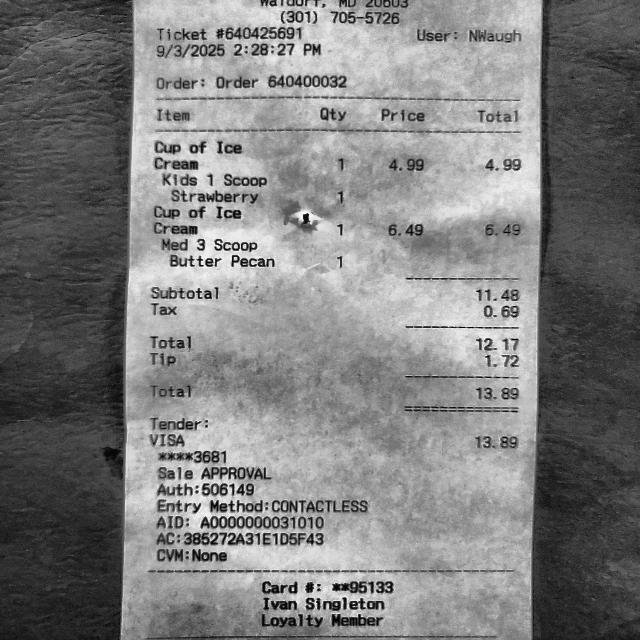 Waldorf, MD 20603
(301) 705-5726
Ticket #640425691 User: NWaugh
9/3/2025 2:28:27 PM
Order: Order 640400032
Item Qty Price Total
Cup of Ice
Cream 1 4.99 4.99
Kids 1 Scoop
Strawberry 1
Cup of Ice
Cream 1 6.49 6.49
Med 3 Scoop
Butter Pecan 1
Subtotal 11.48
Tax 0.69
Total 12.17
Tip 1.72
Total 13.89
Tender:
VISA 13.89
****3681
Sale APPROVAL
Auth:506149
Entry Method:CONTACTLESS
AID: A0000000031010
AC:385272A31E1D5F43
CVM:None
Card #: **95133
Ivan Singleton
Loyalty Member